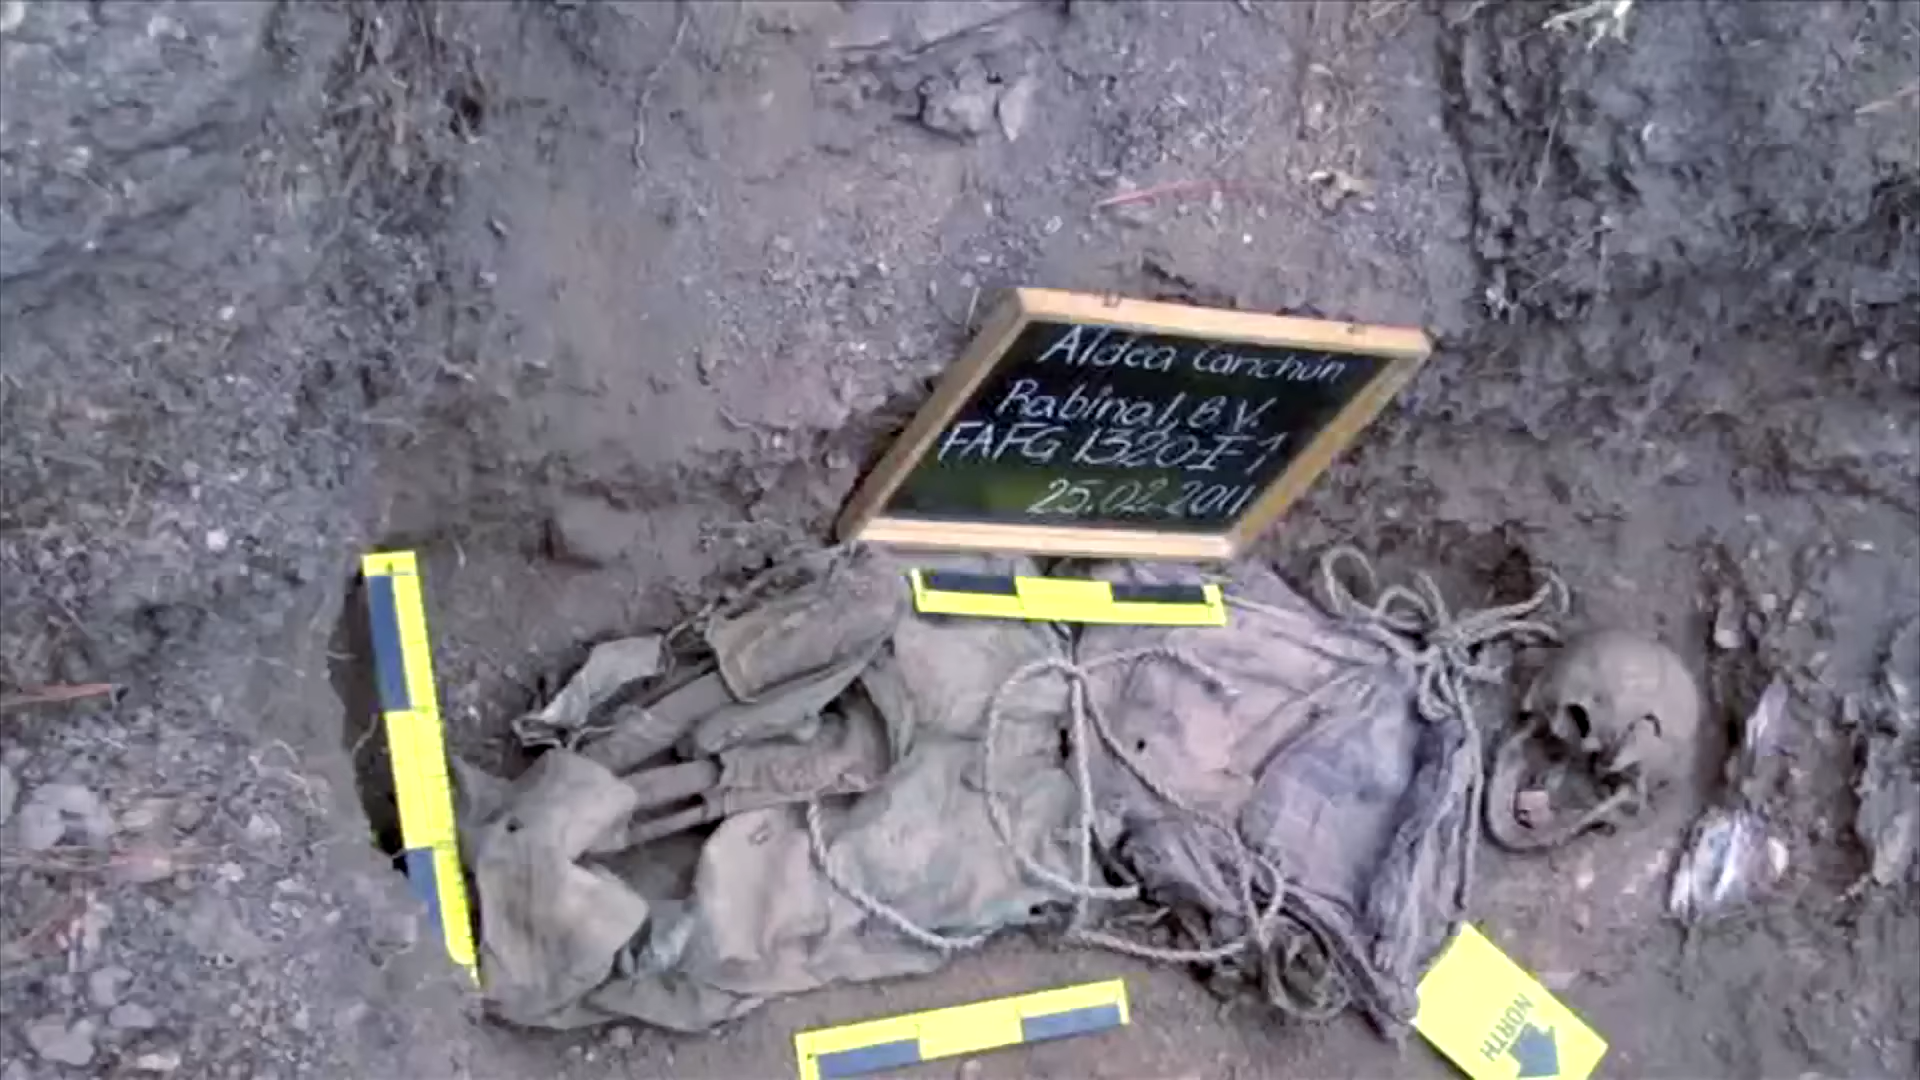 Aldea Canchún
Rabinal, B.V.
FAFG 1320-I-1
25.02.2011
NORTH